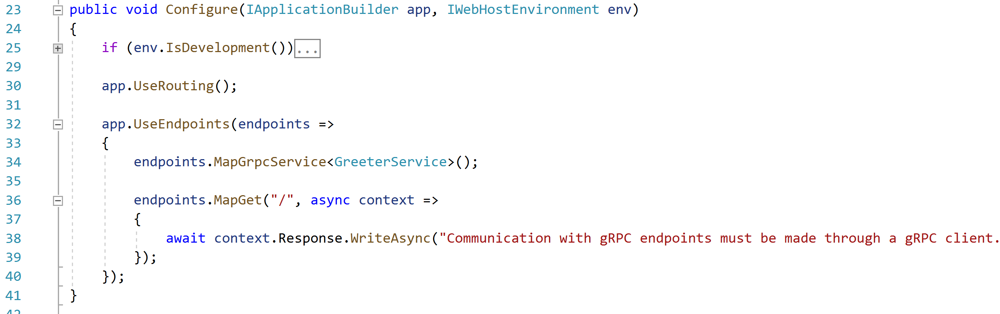 23 public void Configure(IApplicationBuilder app, IWebHostEnvironment env)
24 {
25 if (env.IsDevelopment())...
29
30 app.UseRouting();
31
32 app.UseEndpoints(endpoints =>
33 {
34 endpoints.MapGrpcService<GreeterService>();
35
36 endpoints.MapGet("/", async context =>
37 {
38 await context.Response.WriteAsync("Communication with gRPC endpoints must be made through a gRPC client.
39 });
40 });
41 }
42